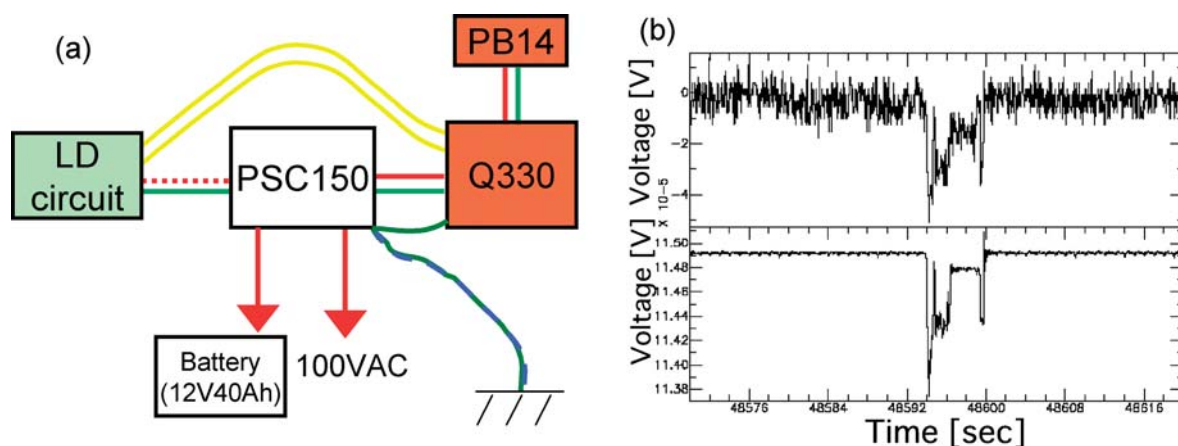 (a)
PB14
LD
circuit
PSC150
Q330
Battery
(12V40Ah)
100VAC
(b)
Voltage [V]
0
-2
-4
x 10-5
Voltage [V]
11.50
11.48
11.46
11.44
11.42
11.40
11.38
48576 48584 48592 48600 48608 48616
Time [sec]